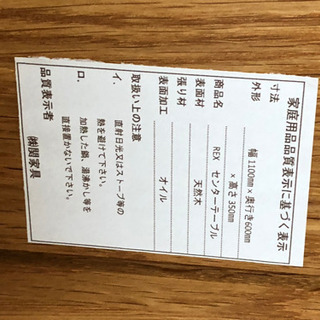 家庭用品品質表示に基づく表示
寸法
外形 幅1100mm×奥行き600mm
×高さ350mm
商品名 REX センターテーブル
表面材 天然木
張り材
表面加工 オイル
取扱い上の注意
イ. 直射日光又はストーブ等の
熱を避けて下さい。
ロ. 加熱した鍋、湯沸かし等を
直接置かないで下さい。
品質表示者
㈱関家具